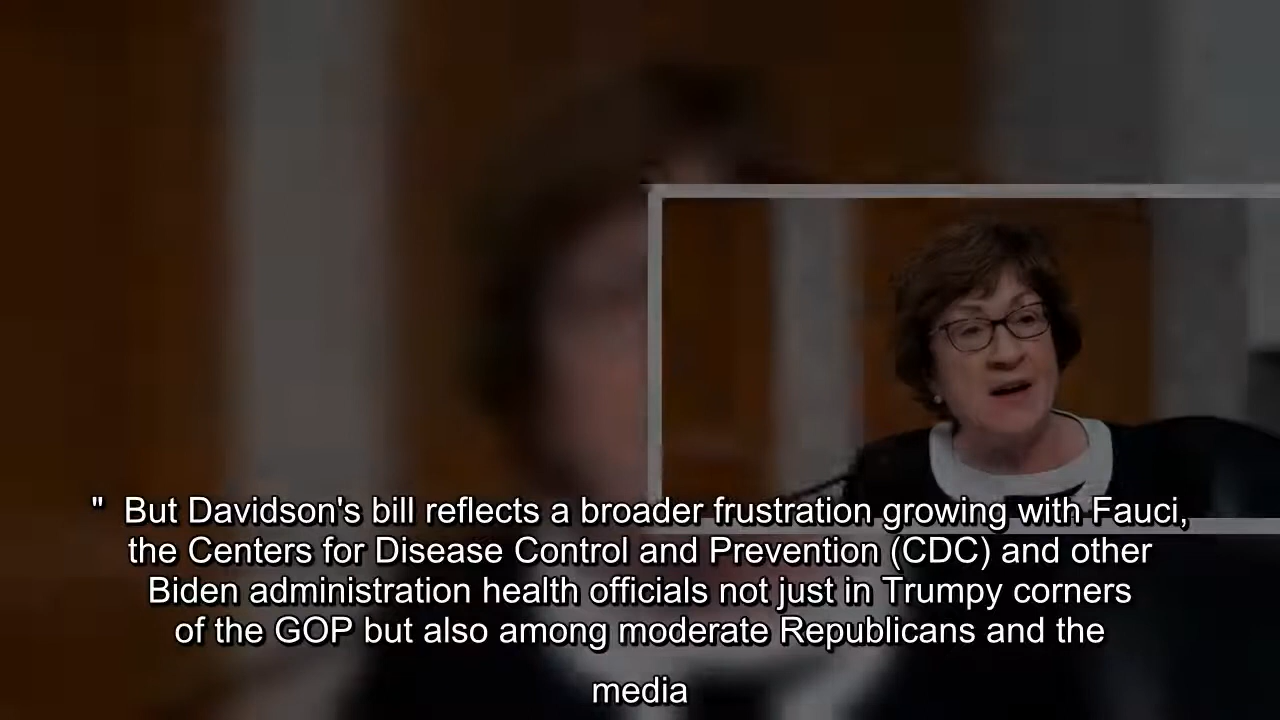 "  But Davidson's bill reflects a broader frustration growing with Fauci,
the Centers for Disease Control and Prevention (CDC) and other
Biden administration health officials not just in Trumpy corners
of the GOP but also among moderate Republicans and the
media